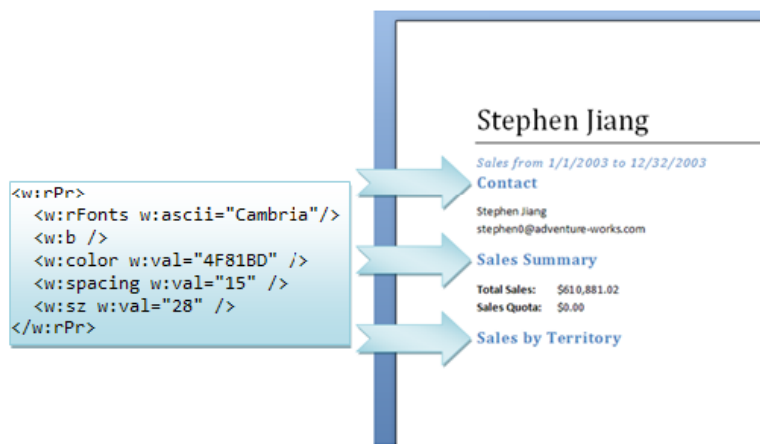 <w:rPr>
<w:rFonts w:ascii="Cambria"/>
<w:b />
<w:color w:val="4F81BD" />
<w:spacing w:val="15" />
<w:sz w:val="28" />
</w:rPr>
Stephen Jiang
Sales from 1/1/2003 to 12/32/2003
Contact
Stephen Jiang
stephen0@adventure-works.com
Sales Summary
Total Sales: $610,881.02
Sales Quota: $0.00
Sales by Territory